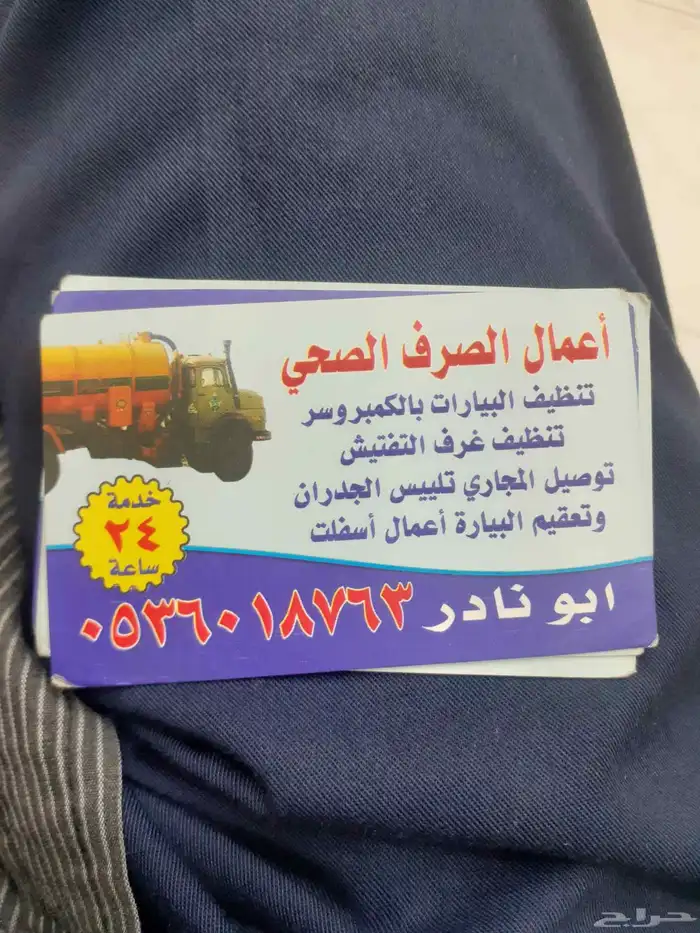 أعمال الصرف الصحي
تنظيف البيارات بالكمبروسر
تنظيف غرف التفتيش
توصيل المجاري تلييس الجدران
وتعقيم البيارة أعمال أسفلت
خدمة
٢٤
ساعة
ابو نادر ٠٥٣٦٠١٨٧٦٣
حراج